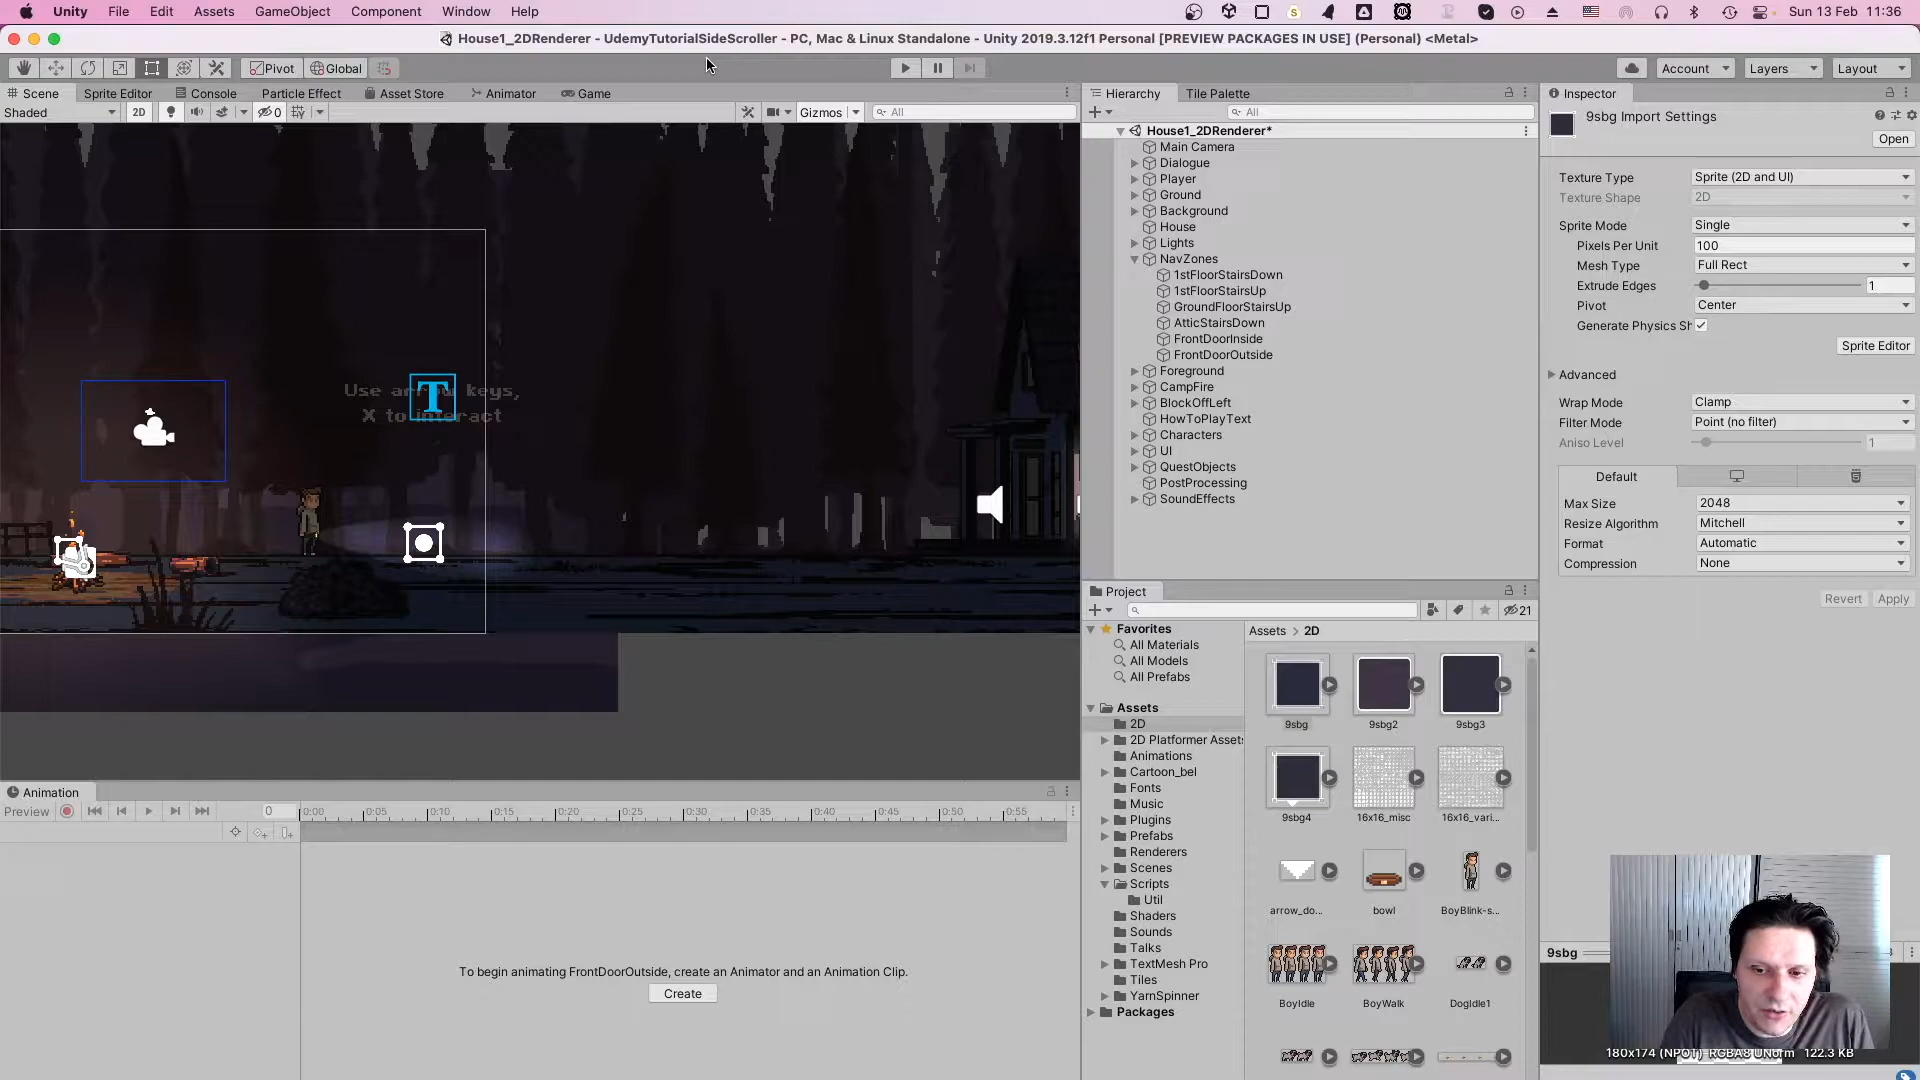 Unity File Edit Assets GameObject Component Window Help Sun 13 Feb 11:36
House1_2DRenderer - UdemyTutorialSideScroller - PC, Mac & Linux Standalone - Unity 2019.3.12f1 Personal [PREVIEW PACKAGES IN USE] (Personal) <Metal>
Pivot Global Account Layers Layout
Scene Sprite Editor Console Particle Effect Asset Store Animator Game
Shaded 2D 0 Gizmos All
Use arrow keys,
X to interact
T
Hierarchy Tile Palette
All
House1_2DRenderer*
Main Camera
Dialogue
Player
Ground
Background
House
Lights
NavZones
1stFloorStairsDown
1stFloorStairsUp
GroundFloorStairsUp
AtticStairsDown
FrontDoorInside
FrontDoorOutside
Foreground
CampFire
BlockOffLeft
HowToPlayText
Characters
UI
QuestObjects
PostProcessing
SoundEffects
Inspector
9sbg Import Settings
Open
Texture Type Sprite (2D and UI)
Texture Shape 2D
Sprite Mode Single
Pixels Per Unit 100
Mesh Type Full Rect
Extrude Edges 1
Pivot Center
Generate Physics Sh
Sprite Editor
Advanced
Wrap Mode Clamp
Filter Mode Point (no filter)
Aniso Level 1
Default
Max Size 2048
Resize Algorithm Mitchell
Format Automatic
Compression None
Revert Apply
Project
21
Favorites
All Materials
All Models
All Prefabs
Assets
2D
2D Platformer Assets
Animations
Cartoon_bel
Fonts
Music
Plugins
Prefabs
Renderers
Scenes
Scripts
Util
Shaders
Sounds
Talks
TextMesh Pro
Tiles
YarnSpinner
Packages
Assets > 2D
9sbg 9sbg2 9sbg3
9sbg4 16x16_misc 16x16_vari...
arrow_do... bowl BoyBlink-s...
BoyIdle BoyWalk DogIdle1
Animation
Preview 0 0:00 0:05 0:10 0:15 0:20 0:25 0:30 0:35 0:40 0:45 0:50 0:55
To begin animating FrontDoorOutside, create an Animator and an Animation Clip.
Create
9sbg
180x174 (NPOT) RGBA8 UNorm 122.3 KB